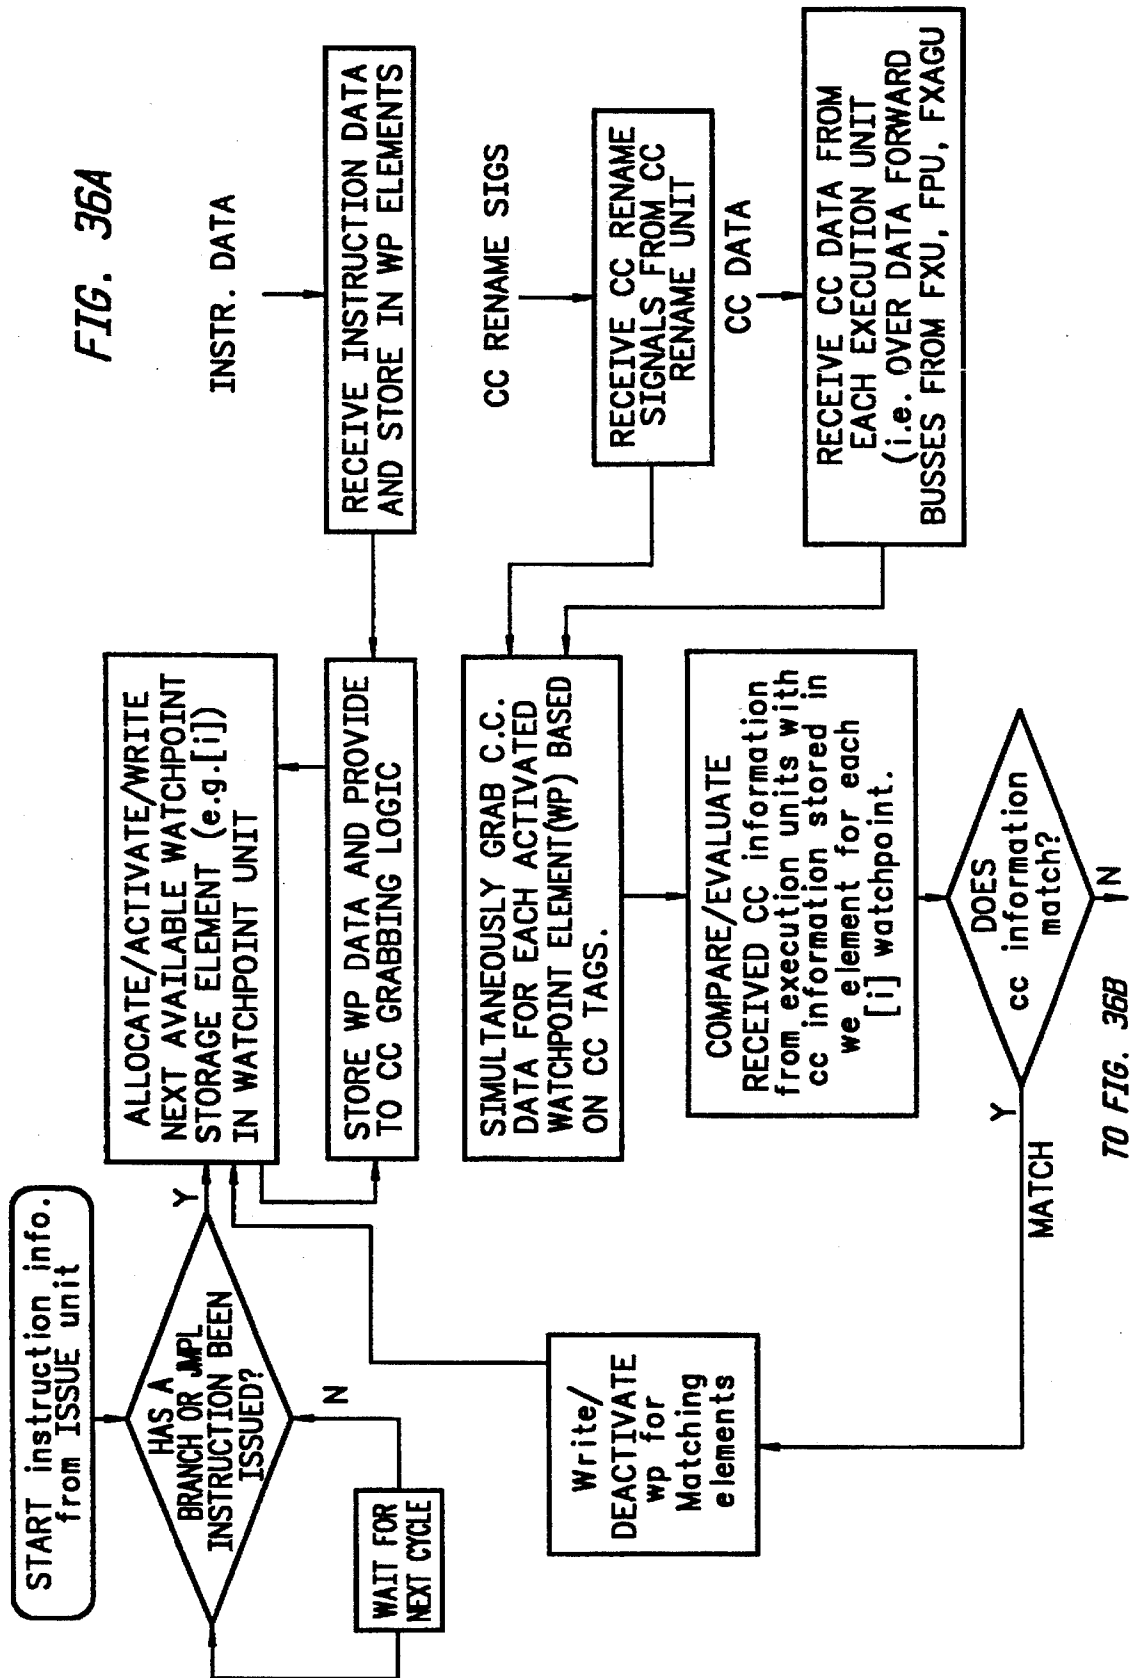 FIG. 36A
START instruction info.
from ISSUE unit
HAS A
BRANCH OR JMPL
INSTRUCTION BEEN
ISSUED?
Y
N
WAIT FOR
NEXT CYCLE
ALLOCATE/ACTIVATE/WRITE
NEXT AVAILABLE WATCHPOINT
STORAGE ELEMENT (e.g.[i])
IN WATCHPOINT UNIT
INSTR. DATA
RECEIVE INSTRUCTION DATA
AND STORE IN WP ELEMENTS
STORE WP DATA AND PROVIDE
TO CC GRABBING LOGIC
CC RENAME SIGS
RECEIVE CC RENAME
SIGNALS FROM CC
RENAME UNIT
CC DATA
RECEIVE CC DATA FROM
EACH EXECUTION UNIT
(i.e. OVER DATA FORWARD
BUSSES FROM FXU, FPU, FXAGU
SIMULTANEOUSLY GRAB C.C.
DATA FOR EACH ACTIVATED
WATCHPOINT ELEMENT(WP) BASED
ON CC TAGS.
COMPARE/EVALUATE
RECEIVED CC information
from execution units with
cc information stored in
we element for each
[i] watchpoint.
DOES
cc information
match?
Y
MATCH
N
Write/
DEACTIVATE
wp for
Matching
elements
TO FIG. 36B